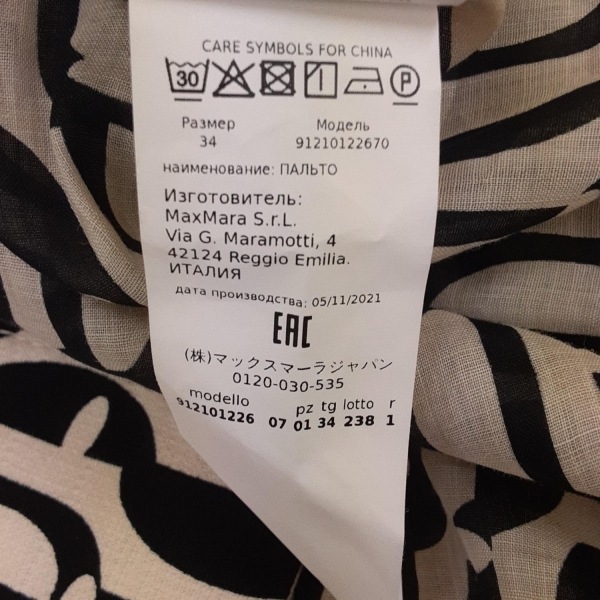 CARE SYMBOLS FOR CHINA
30 P
Размер Модель
34 91210122670
наименование: ПАЛЬТО
Изготовитель:
MaxMara S.r.L.
Via G. Maramotti, 4
42124 Reggio Emilia.
ИТАЛИЯ
дата производства: 05/11/2021
EAC
(株)マックスマーラジャパン
0120-030-535
modello pz tg lotto r
912101226 07 01 34 238 1